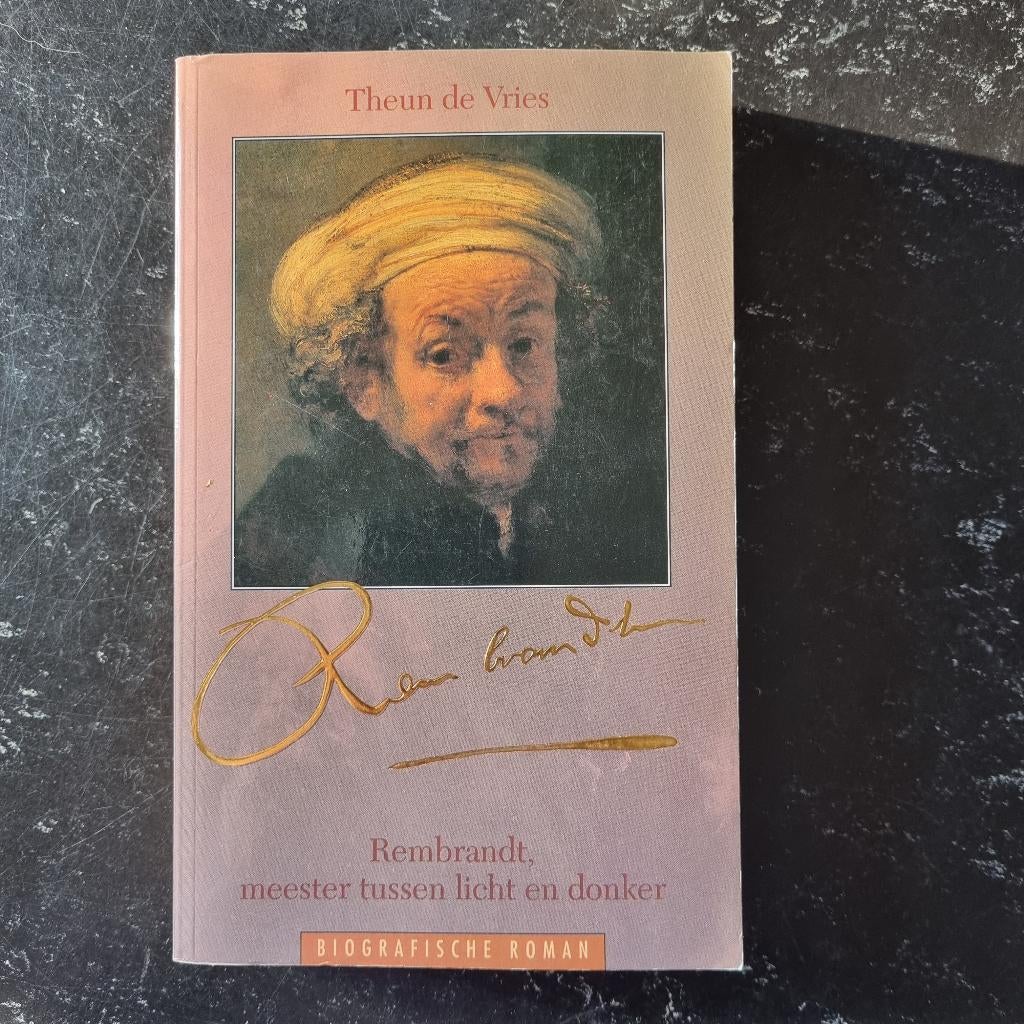 Theun de Vries
Rembrandt
Rembrandt,
meester tussen licht en donker
BIOGRAFISCHE ROMAN